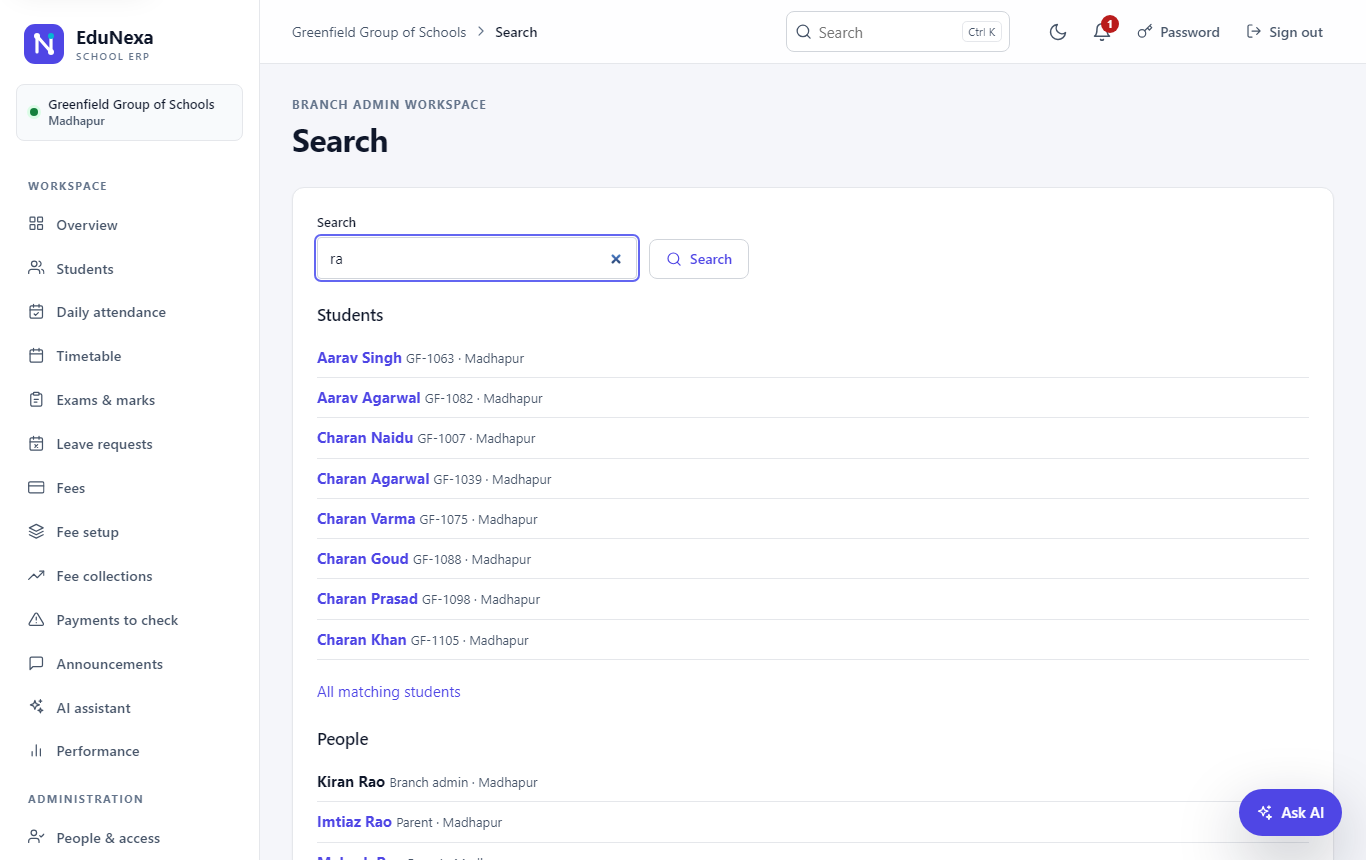 EduNexa
SCHOOL ERP
Greenfield Group of Schools
Madhapur
WORKSPACE
Overview
Students
Daily attendance
Timetable
Exams & marks
Leave requests
Fees
Fee setup
Fee collections
Payments to check
Announcements
AI assistant
Performance
ADMINISTRATION
People & access
Greenfield Group of Schools > Search
Search Ctrl K
1
Password
Sign out
BRANCH ADMIN WORKSPACE
Search
Search
ra
Search
Students
Aarav Singh GF-1063 · Madhapur
Aarav Agarwal GF-1082 · Madhapur
Charan Naidu GF-1007 · Madhapur
Charan Agarwal GF-1039 · Madhapur
Charan Varma GF-1075 · Madhapur
Charan Goud GF-1088 · Madhapur
Charan Prasad GF-1098 · Madhapur
Charan Khan GF-1105 · Madhapur
All matching students
People
Kiran Rao Branch admin · Madhapur
Imtiaz Rao Parent · Madhapur
Ask AI